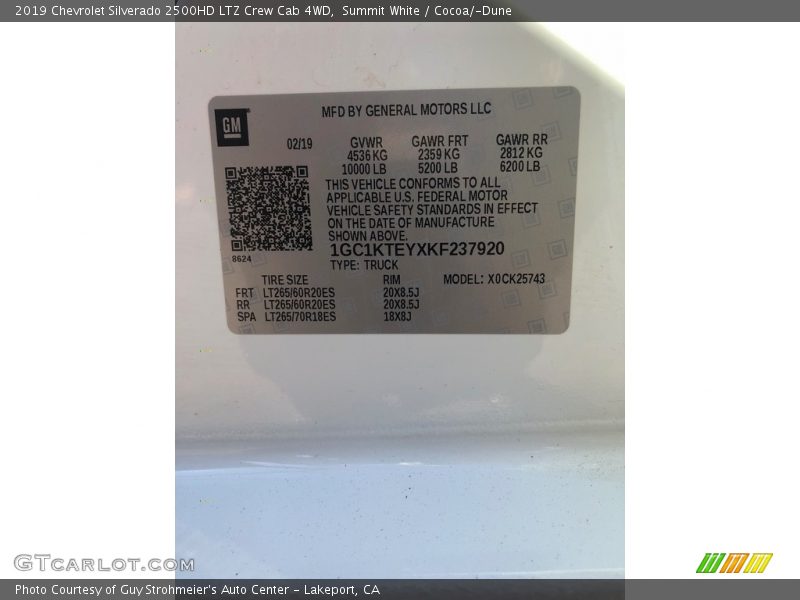 2019 Chevrolet Silverado 2500HD LTZ Crew Cab 4WD, Summit White / Cocoa/-Dune
GM
MFD BY GENERAL MOTORS LLC
02/19 GVWR GAWR FRT GAWR RR
4536 KG 2359 KG 2812 KG
10000 LB 5200 LB 6200 LB
THIS VEHICLE CONFORMS TO ALL
APPLICABLE U.S. FEDERAL MOTOR
VEHICLE SAFETY STANDARDS IN EFFECT
ON THE DATE OF MANUFACTURE
SHOWN ABOVE.
8624
1GC1KTEYXKF237920
TYPE: TRUCK
TIRE SIZE RIM MODEL: X0CK25743
FRT LT265/60R20ES 20X8.5J
RR LT265/60R20ES 20X8.5J
SPA LT265/70R18ES 18X8J
GTCARLOT.COM
Photo Courtesy of Guy Strohmeier's Auto Center - Lakeport, CA